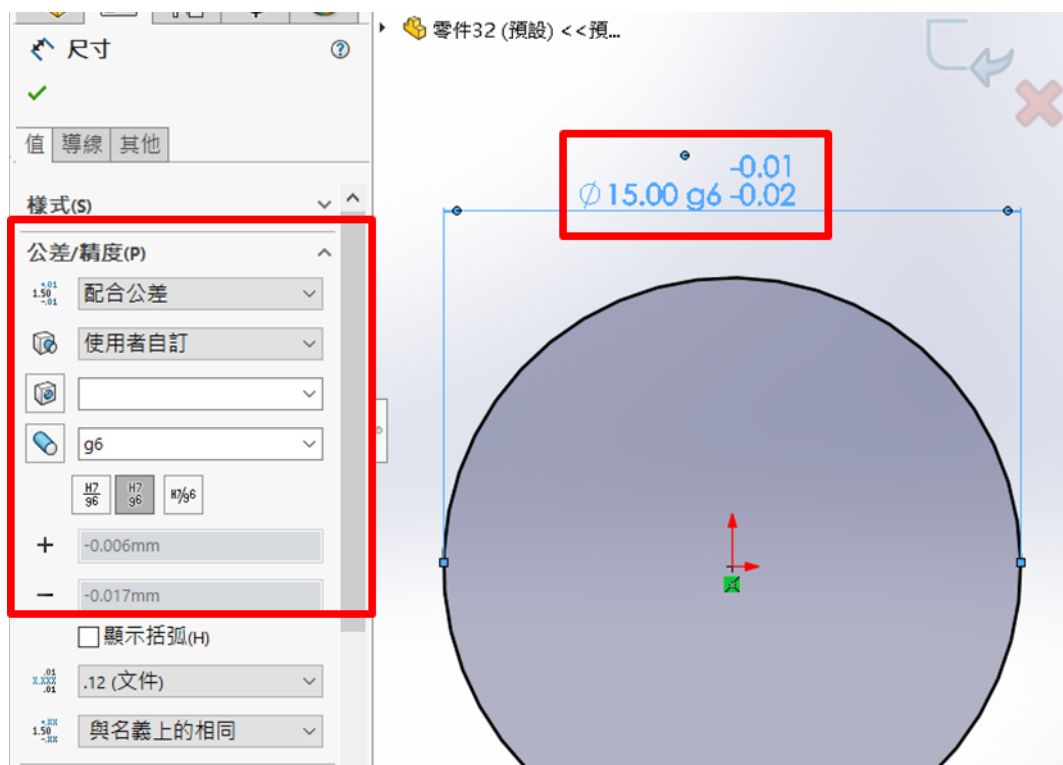 零件32 (預設) <<預...
尺寸
值 導線 其他
樣式(S)
公差/精度(P)
+.01
1.50
-.01
配合公差
使用者自訂
g6
H7
g6
H7
g6
H7/g6
+ -0.006mm
- -0.017mm
顯示括弧(H)
.01
X.XXX
.01
.12 (文件)
+.XX
1.50
-.XX
與名義上的相同
-0.01
∅15.00 g6 -0.02